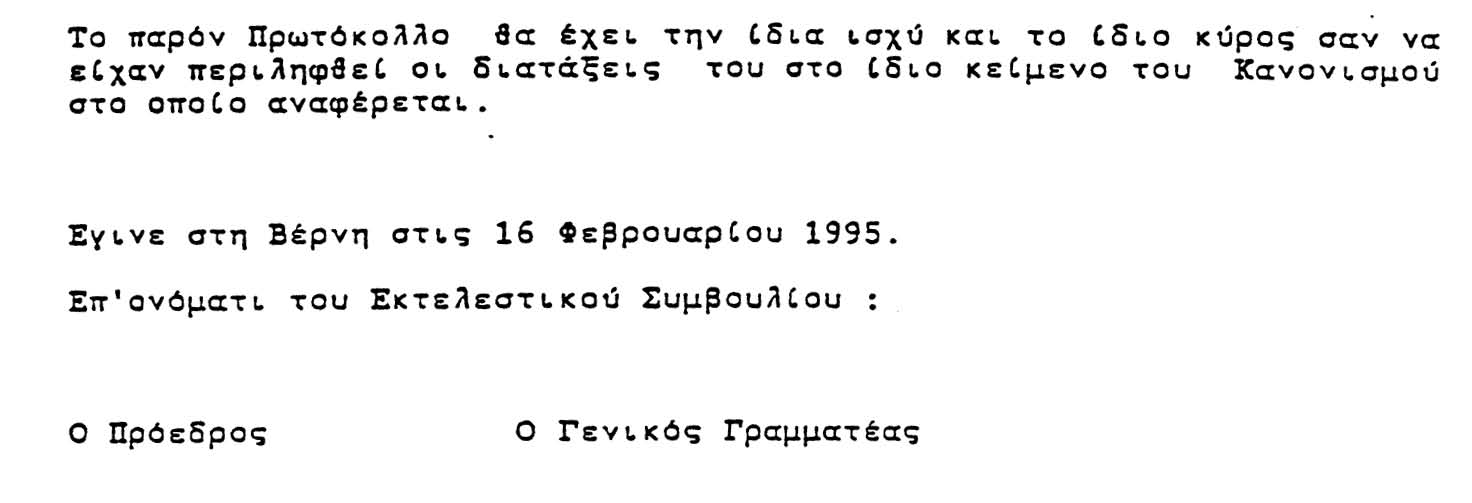 Το παρόν Πρωτόκολλο θα έχει την ίδια ισχύ και το ίδιο κύρος σαν να
είχαν περιληφθεί οι διατάξεις του στο ίδιο κείμενο του Κανονισμού
στο οποίο αναφέρεται.
Εγινε στη Βέρνη στις 16 Φεβρουαρίου 1995.
Επ'ονόματι του Εκτελεστικού Συμβουλίου :
Ο Πρόεδρος Ο Γενικός Γραμματέας